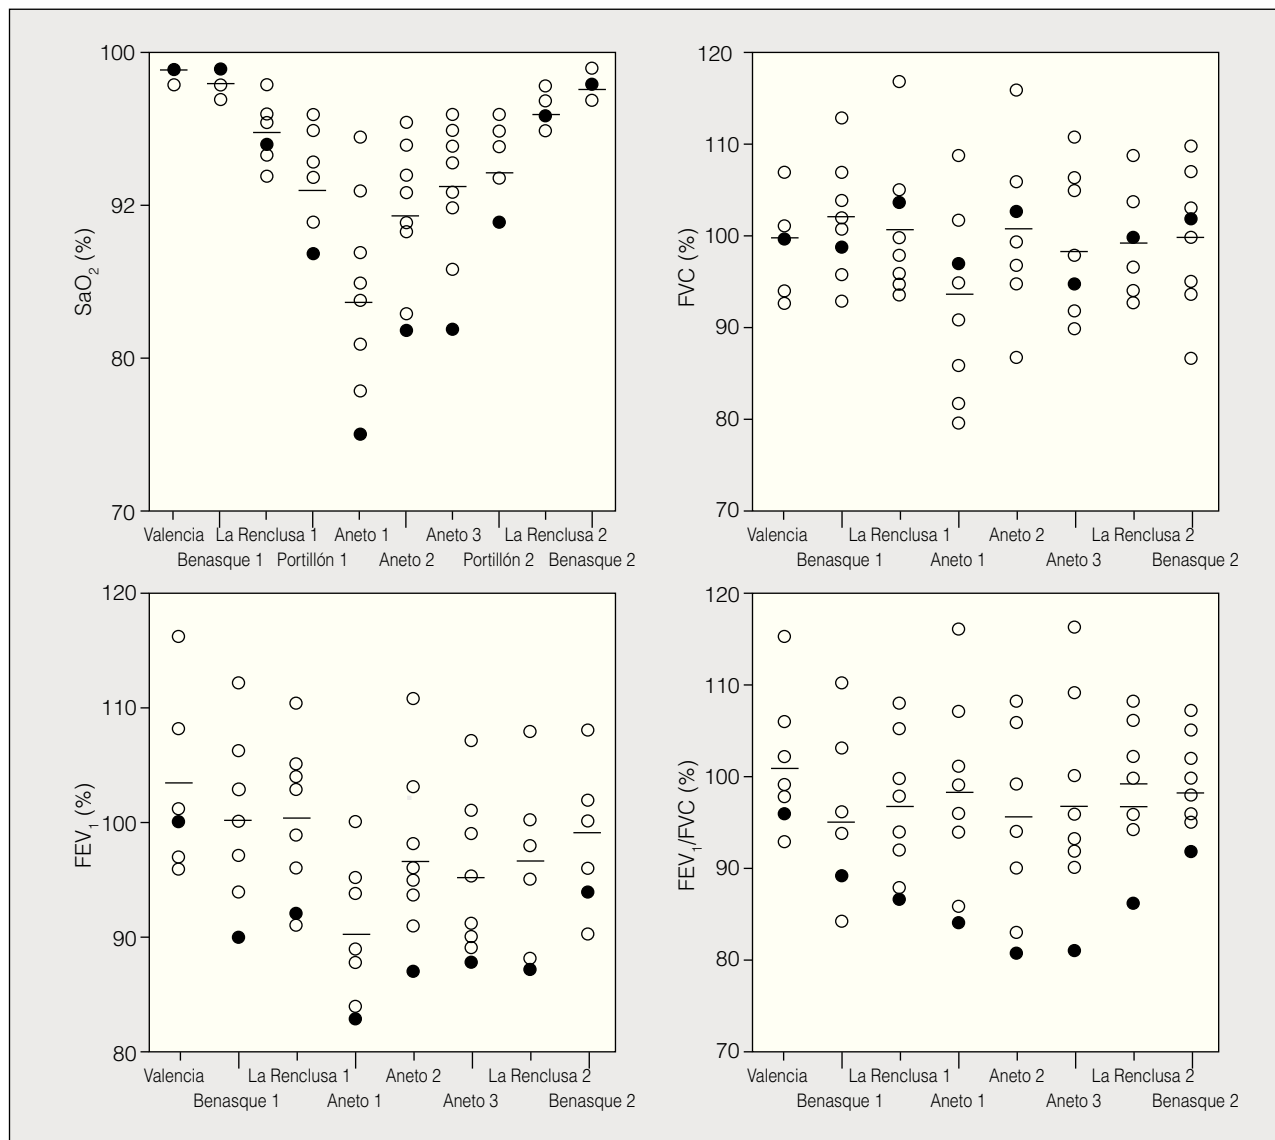 100
92
80
70
SaO2 (%)
Valencia La Renclusa 1 Aneto 1 Aneto 3 La Renclusa 2
Benasque 1 Portillón 1 Aneto 2 Portillón 2 Benasque 2
120
110
100
90
80
70
FVC (%)
Valencia La Renclusa 1 Aneto 2 La Renclusa 2
Benasque 1 Aneto 1 Aneto 3 Benasque 2
120
110
100
90
80
FEV1 (%)
Valencia La Renclusa 1 Aneto 2 La Renclusa 2
Benasque 1 Aneto 1 Aneto 3 Benasque 2
120
110
100
90
80
70
FEV1/FVC (%)
Valencia La Renclusa 1 Aneto 2 La Renclusa 2
Benasque 1 Aneto 1 Aneto 3 Benasque 2